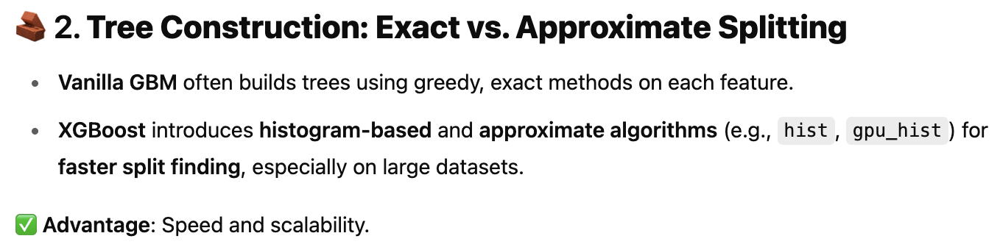 2. Tree Construction: Exact vs. Approximate Splitting
• Vanilla GBM often builds trees using greedy, exact methods on each feature.
• XGBoost introduces histogram-based and approximate algorithms (e.g., hist, gpu_hist) for
faster split finding, especially on large datasets.
✅ Advantage: Speed and scalability.